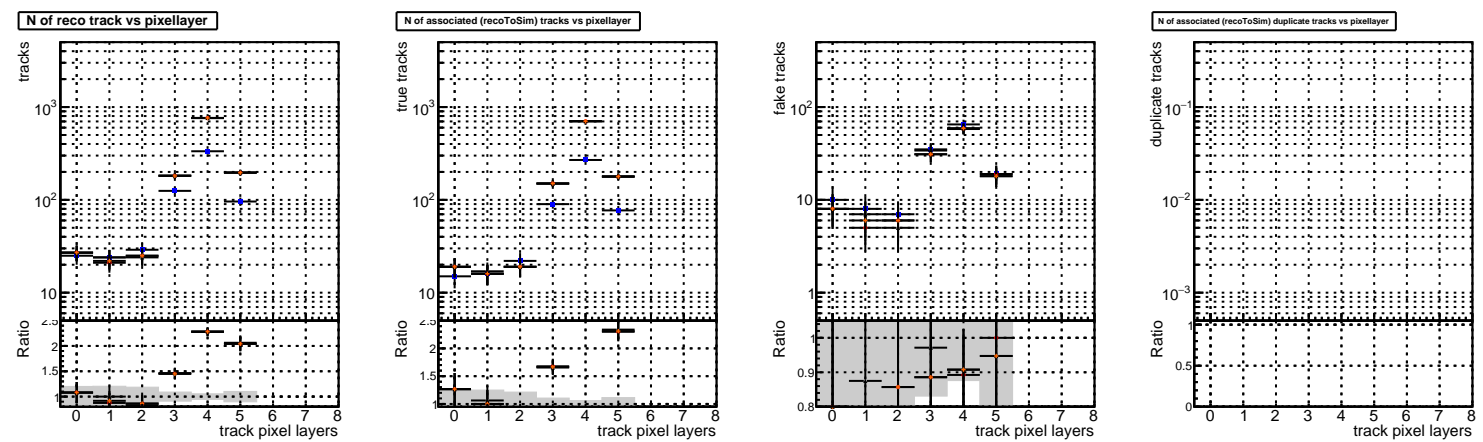 N of reco track vs pixellayer
tracks
10³
10²
10
Ratio
2.5
2
1.5
1
0 1 2 3 4 5 6 7 8
track pixel layers
N of associated (recoToSim) tracks vs pixellayer
true tracks
10³
10²
10
Ratio
2.5
2
1.5
1
0 1 2 3 4 5 6 7 8
track pixel layers
fake tracks
10²
10
1
Ratio
1
0.9
0.8
0 1 2 3 4 5 6 7 8
track pixel layers
N of associated (recoToSim) duplicate tracks vs pixellayer
duplicate tracks
10⁻¹
10⁻²
10⁻³
Ratio
1
0.5
0
0 1 2 3 4 5 6 7 8
track pixel layers